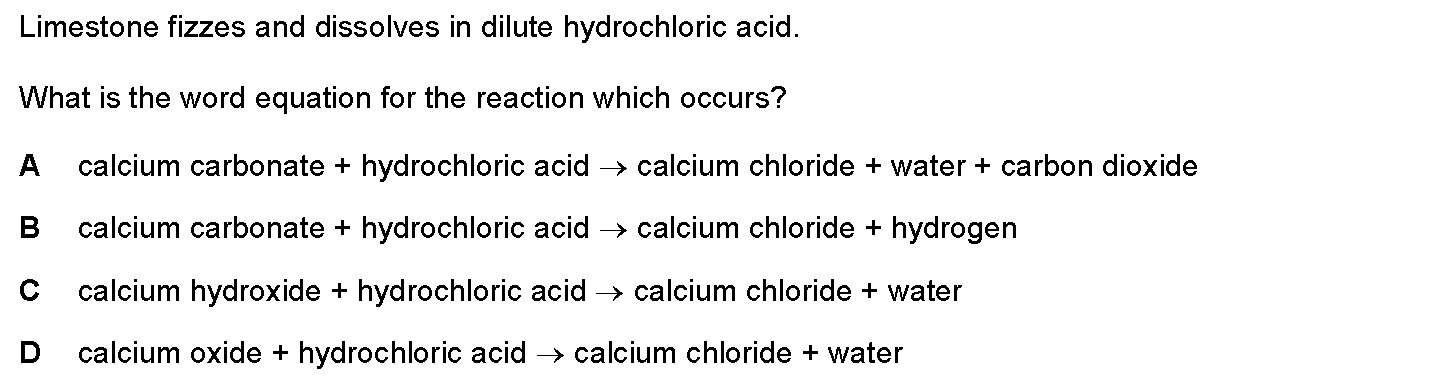 Limestone fizzes and dissolves in dilute hydrochloric acid.
What is the word equation for the reaction which occurs?
A calcium carbonate + hydrochloric acid → calcium chloride + water + carbon dioxide
B calcium carbonate + hydrochloric acid → calcium chloride + hydrogen
C calcium hydroxide + hydrochloric acid → calcium chloride + water
D calcium oxide + hydrochloric acid → calcium chloride + water